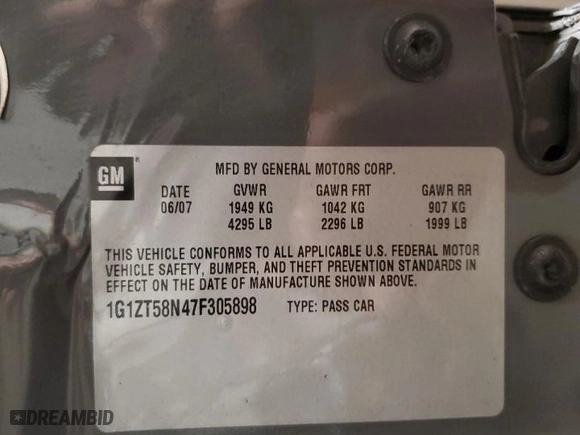 GM ®
MFD BY GENERAL MOTORS CORP.
DATE GVWR GAWR FRT GAWR RR
06/07 1949 KG 1042 KG 907 KG
4295 LB 2296 LB 1999 LB
THIS VEHICLE CONFORMS TO ALL APPLICABLE U.S. FEDERAL MOTOR
VEHICLE SAFETY, BUMPER, AND THEFT PREVENTION STANDARDS IN
EFFECT ON THE DATE OF MANUFACTURE SHOWN ABOVE.
1G1ZT58N47F305898 TYPE: PASS CAR
DREAMBID